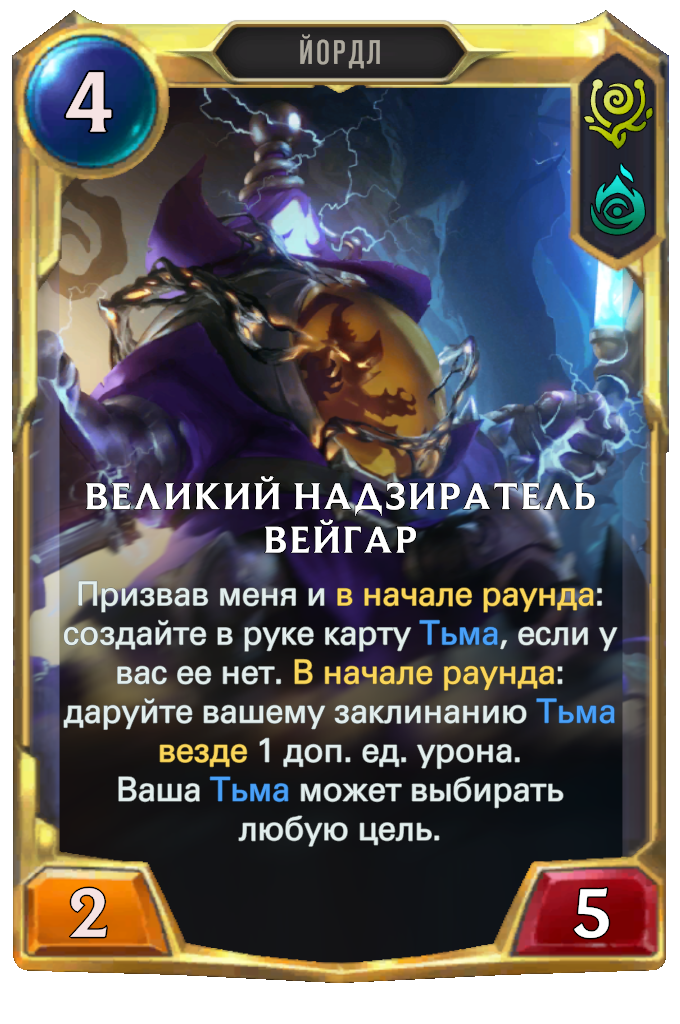 ЙОРДЛ
4
ВЕЛИКИЙ НАДЗИРАТЕЛЬ
ВЕЙГАР
Призвав меня и в начале раунда:
создайте в руке карту Тьма, если у
вас ее нет. В начале раунда:
даруйте вашему заклинанию Тьма
везде 1 доп. ед. урона.
Ваша Тьма может выбирать
любую цель.
2
5